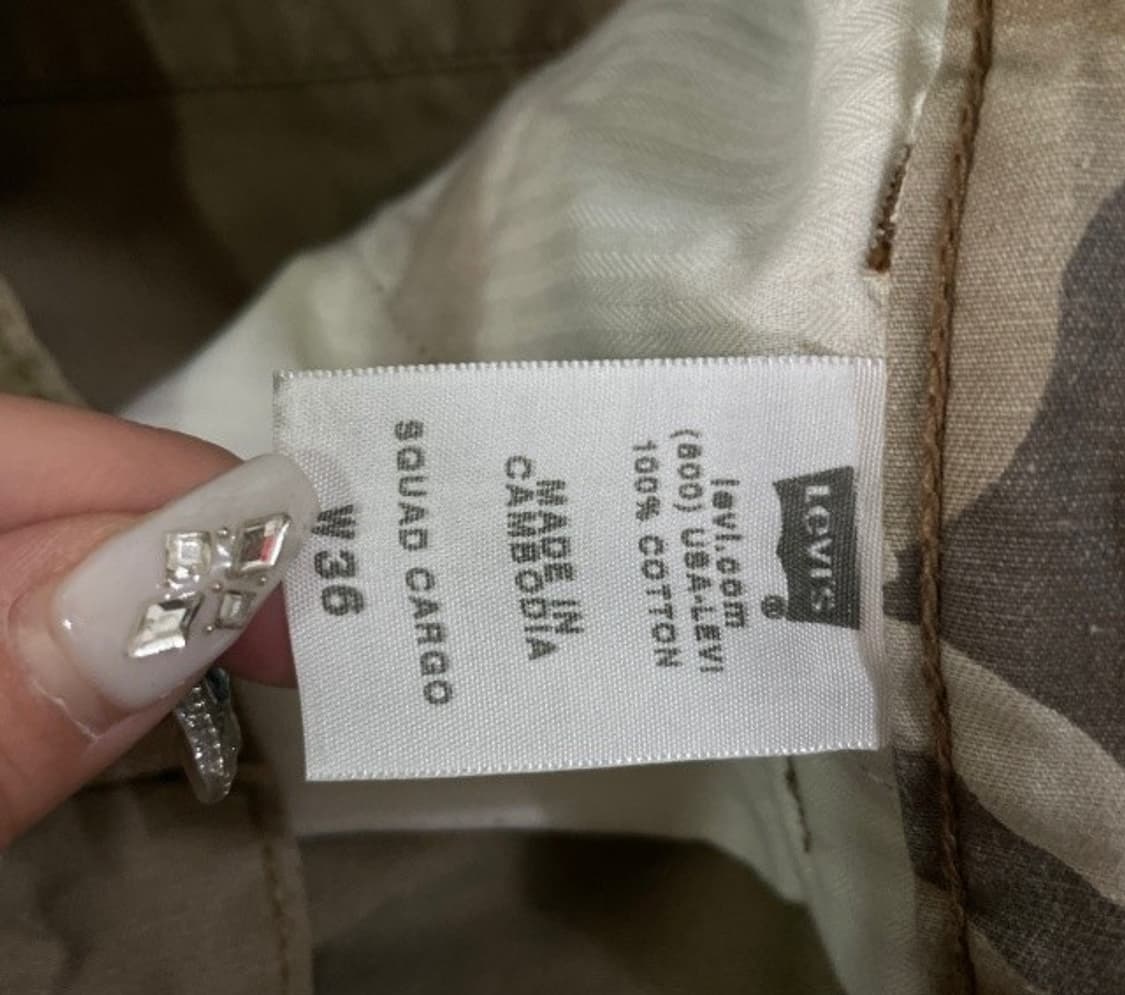 Levi's
®
levi.com
(800) USA-LEVI
100% COTTON
MADE IN
CAMBODIA
SQUAD CARGO
W36